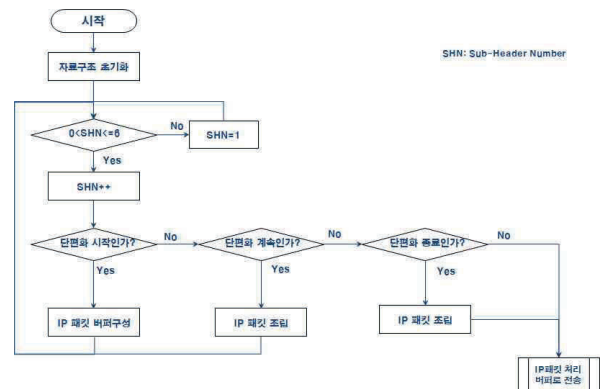 시작
SHN: Sub-Header Number
자료구조 초기화
0<SHN<=6
No
SHN=1
Yes
SHN++
단편화 시작인가?
No
단편화 계속인가?
No
단편화 종료인가?
No
Yes
Yes
Yes
IP 패킷 버퍼구성
IP 패킷 조립
IP 패킷 조립
IP패킷 처리
버퍼로 전송